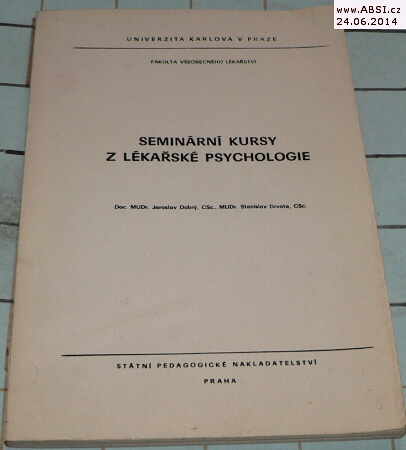 www.ABSI.cz
24.06.2014
UNIVERZITA KARLOVA V PRAZE
FAKULTA VŠEOBECNÉHO LÉKAŘSTVÍ
SEMINÁRNÍ KURSY
Z LÉKAŘSKÉ PSYCHOLOGIE
Doc. MUDr. Jaroslav Dobrý, CSc., MUDr. Stanislav Drvota, CSc.
STÁTNÍ PEDAGOGICKÉ NAKLADATELSTVÍ
PRAHA